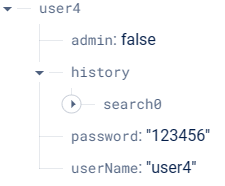 user4
admin: false
history
search0
password: "123456"
userName: "user4"